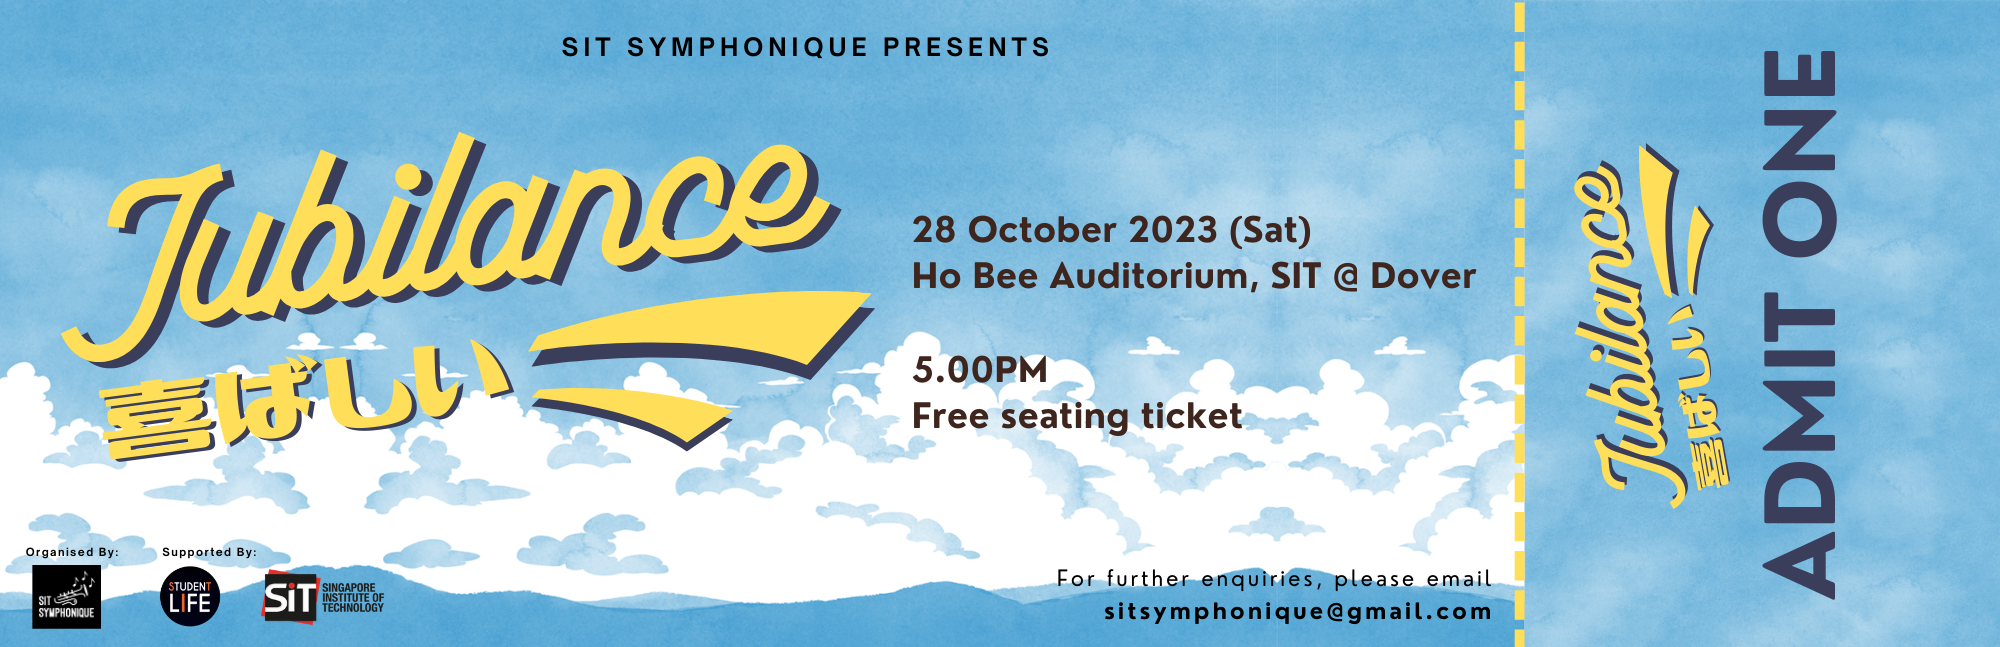 SIT SYMPHONIQUE PRESENTS
Jubilance
喜ばしい
28 October 2023 (Sat)
Ho Bee Auditorium, SIT @ Dover
5.00PM
Free seating ticket
Organised By:
SIT
SYMPHONIQUE
Supported By:
STUDENT
LIFE
SiT
SINGAPORE
INSTITUTE OF
TECHNOLOGY
For further enquiries, please email
sitsymphonique@gmail.com
Jubilance
喜ばしい
ADMIT ONE